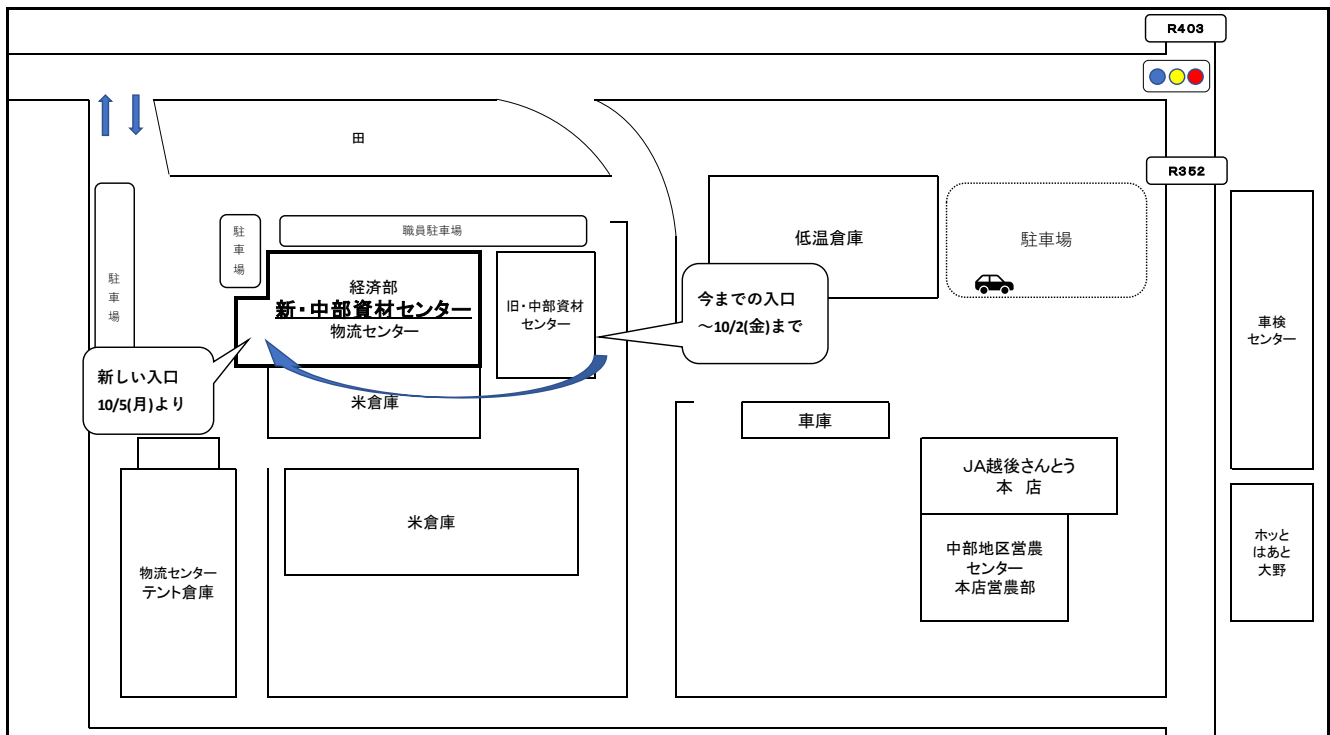 R403
田
R352
駐
車
場
職員駐車場
駐
車
場
経済部
新・中部資材センター
物流センター
旧・中部資材
センター
今までの入口
～10/2(金)まで
低温倉庫
駐車場
車検
センター
新しい入口
10/5(月)より
米倉庫
車庫
JA越後さんとう
本　店
米倉庫
中部地区営農
センター
本店営農部
ホッと
はあと
大野
物流センター
テント倉庫